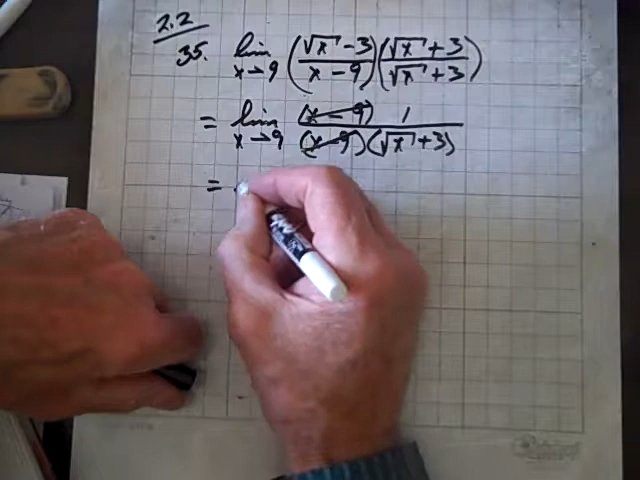 2.2
35. lim x→9 (√x - 3 / x - 9)(√x + 3 / √x + 3)
= lim x→9 (x - 9) 1 / (x - 9)(√x + 3)
=